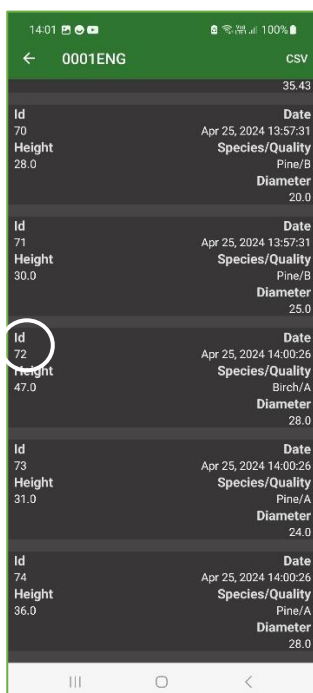 14:01 100%
0001ENG CSV
35.43
Id Date
70 Apr 25, 2024 13:57:31
Height Species/Quality
28.0 Pine/B
Diameter
20.0
Id Date
71 Apr 25, 2024 13:57:31
Height Species/Quality
30.0 Pine/B
Diameter
25.0
Id Date
72 Apr 25, 2024 14:00:26
Height Species/Quality
47.0 Birch/A
Diameter
28.0
Id Date
73 Apr 25, 2024 14:00:26
Height Species/Quality
31.0 Pine/A
Diameter
24.0
Id Date
74 Apr 25, 2024 14:00:26
Height Species/Quality
36.0 Pine/A
Diameter
28.0